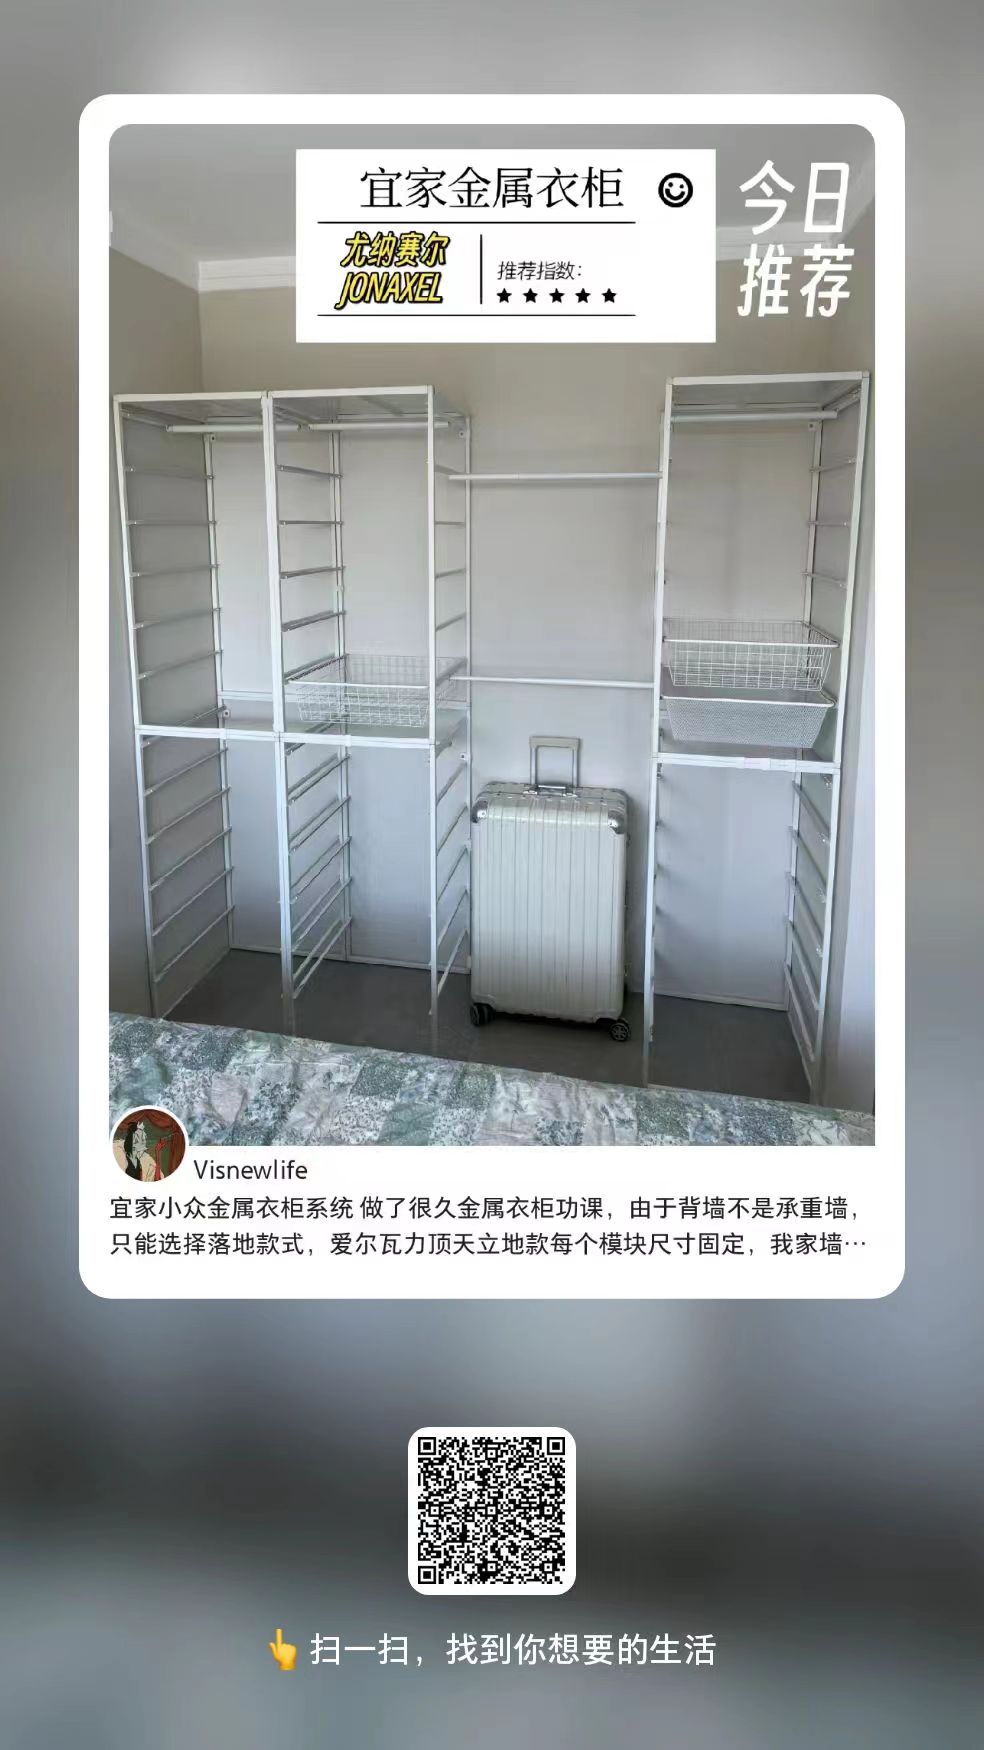 宜家金属衣柜
今日
推荐
尤纳赛尔
JONAXEL
推荐指数：
★★★★★
Visnewlife
宜家小众金属衣柜系统 做了很久金属衣柜功课，由于背墙不是承重墙，
只能选择落地款式，爱尔瓦力顶天立地款每个模块尺寸固定，我家墙…
👆扫一扫，找到你想要的生活